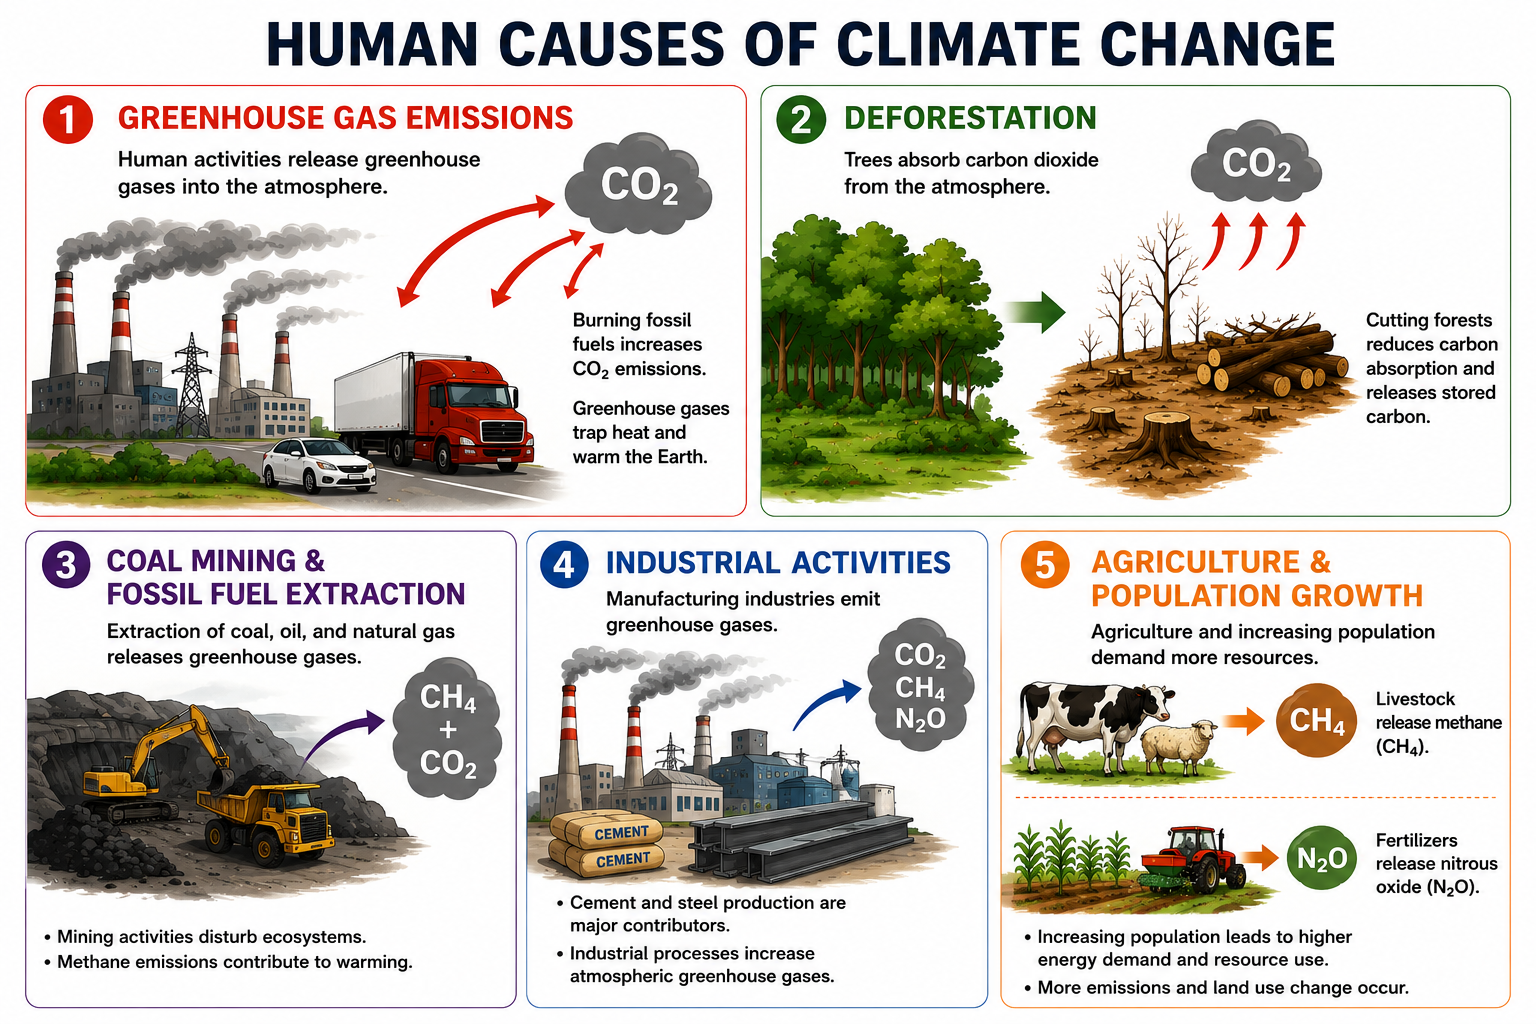 HUMAN CAUSES OF CLIMATE CHANGE
1
GREENHOUSE GAS EMISSIONS
Human activities release greenhouse
gases into the atmosphere.
CO₂
Burning fossil
fuels increases
CO₂ emissions.
Greenhouse gases
trap heat and
warm the Earth.
2
DEFORESTATION
Trees absorb carbon dioxide
from the atmosphere.
CO₂
Cutting forests
reduces carbon
absorption and
releases stored
carbon.
3
COAL MINING &
FOSSIL FUEL EXTRACTION
Extraction of coal, oil, and natural gas
releases greenhouse gases.
CH₄
+
CO₂
• Mining activities disturb ecosystems.
• Methane emissions contribute to warming.
4
INDUSTRIAL ACTIVITIES
Manufacturing industries emit
greenhouse gases.
CO₂
CH₄
N₂O
CEMENT
CEMENT
• Cement and steel production are
major contributors.
• Industrial processes increase
atmospheric greenhouse gases.
5
AGRICULTURE &
POPULATION GROWTH
Agriculture and increasing population
demand more resources.
CH₄
Livestock
release methane
(CH₄).
N₂O
Fertilizers
release nitrous
oxide (N₂O).
• Increasing population leads to higher
energy demand and resource use.
• More emissions and land use change occur.